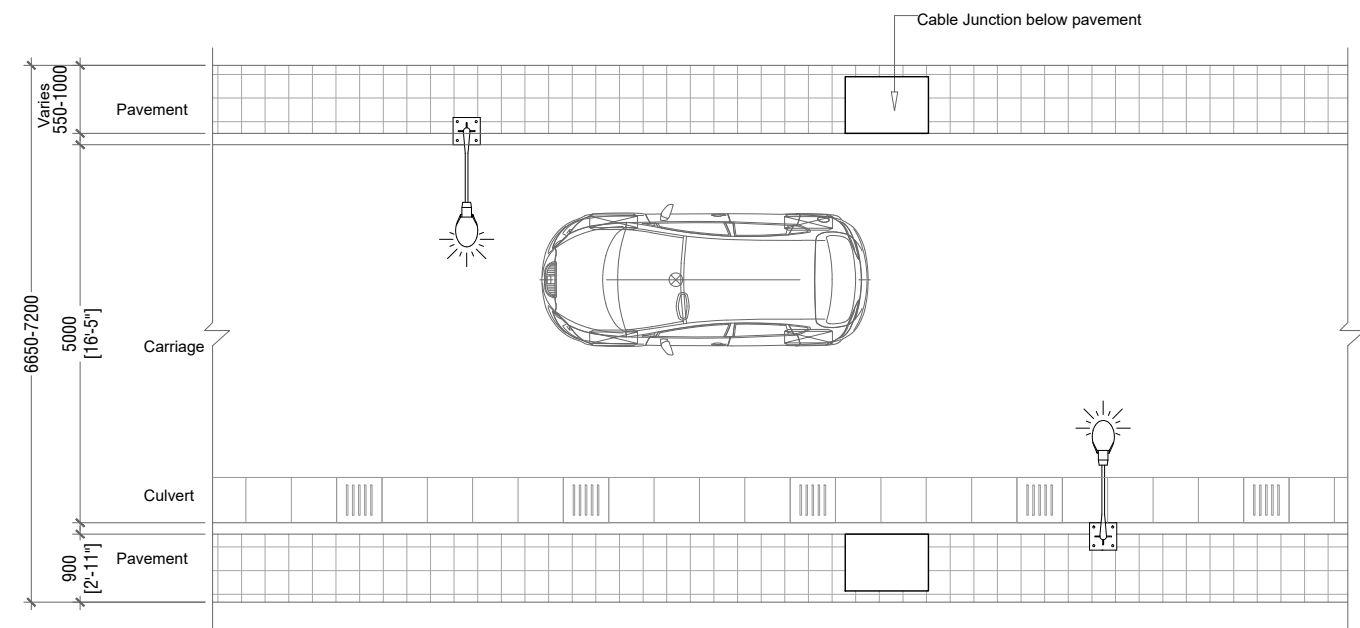 Cable Junction below pavement
Varies
550-1000
Pavement
6650-7200
5000
[16'-5"]
Carriage
Culvert
900
[2'-11"]
Pavement